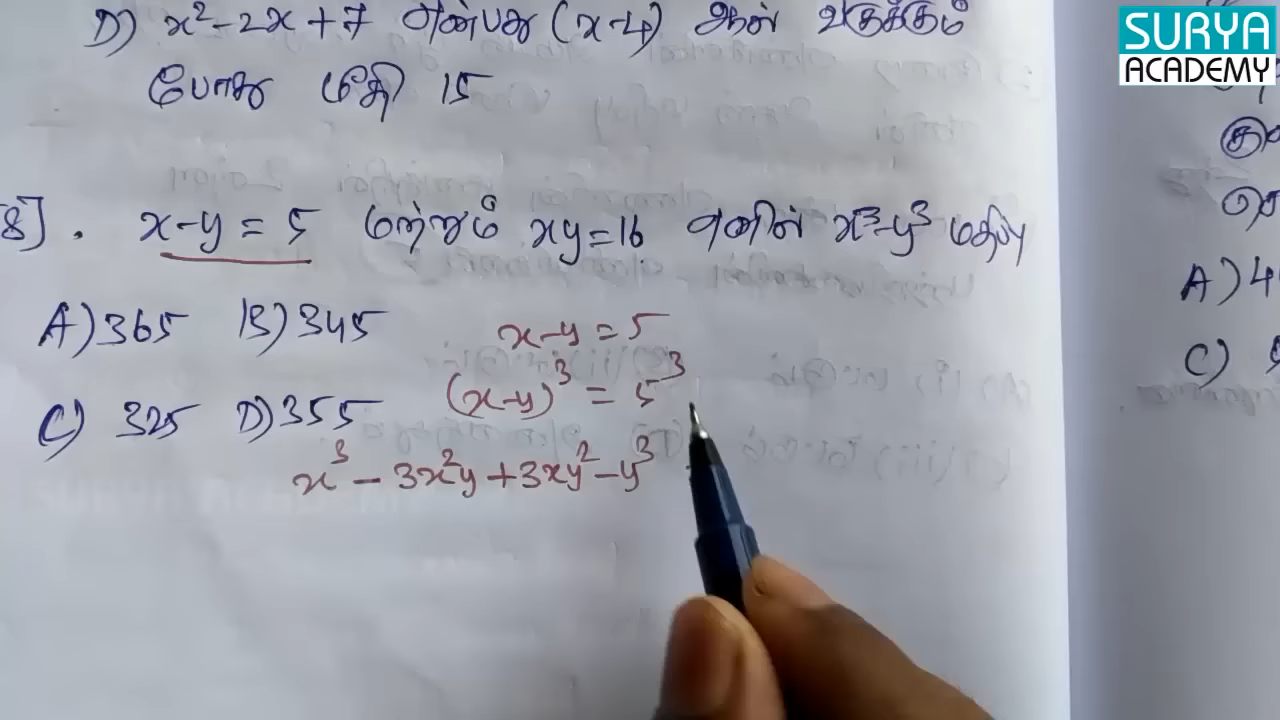 D) x²-2x+7 என்பது (x-4) ஆல் வகுக்கும்
போது மீதி 15
SURYA
ACADEMY
8]. x-y = 5 மற்றும் xy=16 எனில் x³-y³ மதிப்பு
A) 365 B) 345
C) 325 D) 355
x-y = 5
(x-y)³ = 5³
x³ - 3x²y + 3xy² - y³
A) 4
C)